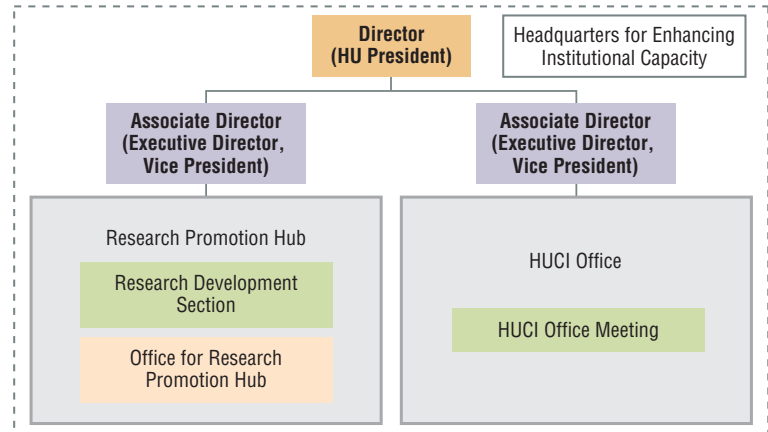 Director
(HU President)
Headquarters for Enhancing
Institutional Capacity
Associate Director
(Executive Director,
Vice President)
Associate Director
(Executive Director,
Vice President)
Research Promotion Hub
Research Development
Section
Office for Research
Promotion Hub
HUCI Office
HUCI Office Meeting